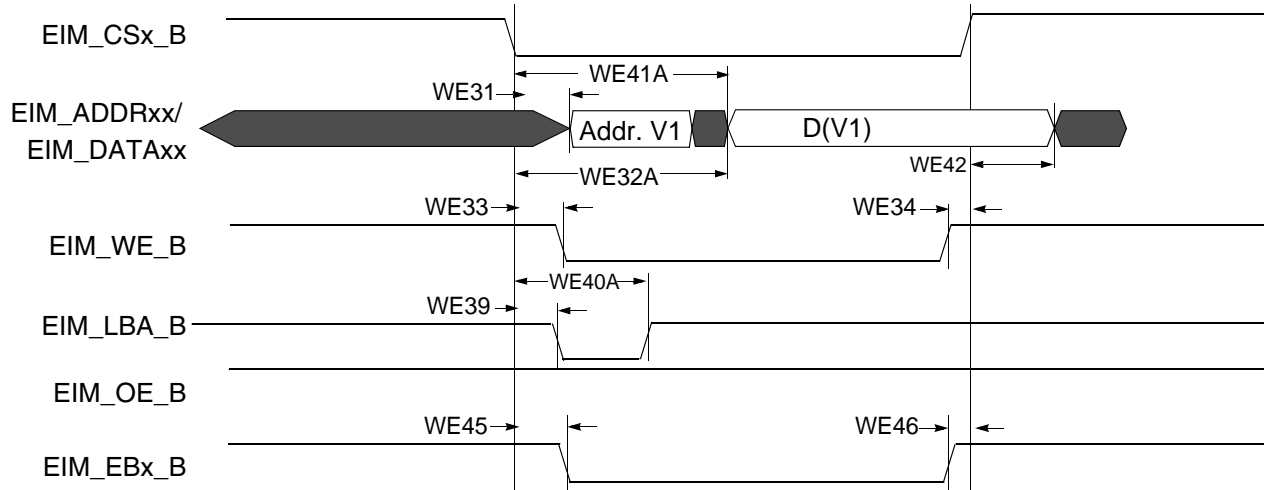 EIM_CSx_B
WE41A
WE31
EIM_ADDRxx/
EIM_DATAxx
Addr. V1
D(V1)
WE42
WE32A
WE33
WE34
EIM_WE_B
WE40A
WE39
EIM_LBA_B
EIM_OE_B
WE45
WE46
EIM_EBx_B